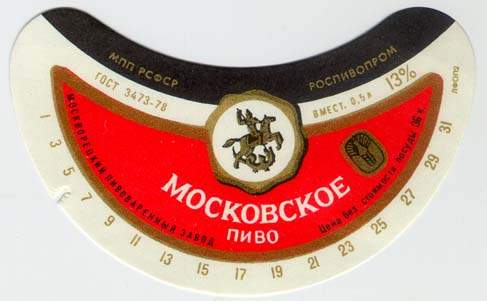 МПП РСФСР РОСПИВОПРОМ
ГОСТ 3473-78 ВМЕСТ. 0,5 л 13%
МОСКОВСКОЕ
ПИВО
МОСКВОРЕЦКИЙ ПИВОВАРЕННЫЙ ЗАВОД
Цена без стоимости посуды 06 к.
1 3 5 7 9 11 13 15 17 19 21 23 25 27 29 31